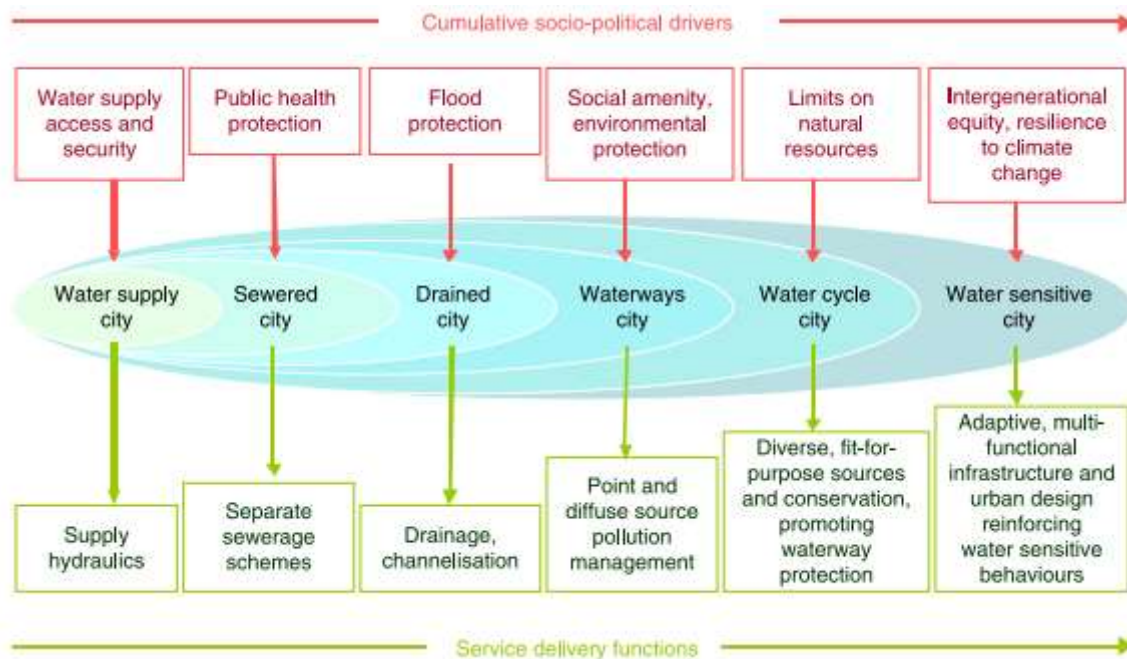 Cumulative socio-political drivers
Water supply
access and
security
Public health
protection
Flood
protection
Social amenity,
environmental
protection
Limits on
natural
resources
Intergenerational
equity, resilience
to climate
change
Water supply
city
Sewered
city
Drained
city
Waterways
city
Water cycle
city
Water sensitive
city
Supply
hydraulics
Separate
sewerage
schemes
Drainage,
channelisation
Point and
diffuse source
pollution
management
Diverse, fit-for-
purpose sources
and conservation,
promoting
waterway
protection
Adaptive, multi-
functional
infrastructure and
urban design
reinforcing
water sensitive
behaviours
Service delivery functions